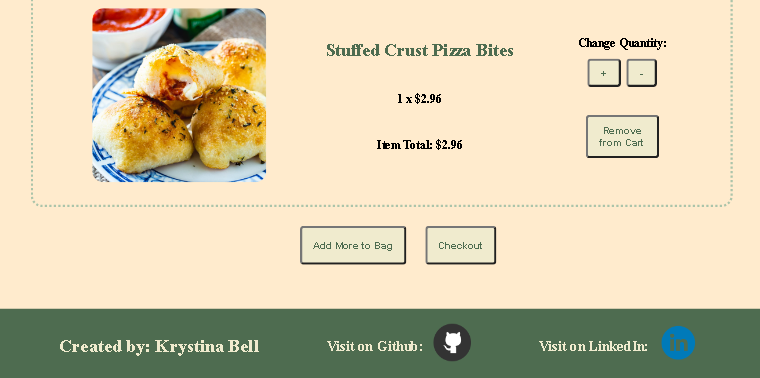 Stuffed Crust Pizza Bites
1 x $2.96
Item Total: $2.96
Change Quantity:
+ -
Remove
from Cart
Add More to Bag
Checkout
Created by: Krystina Bell
Visit on Github:
Visit on LinkedIn:
in